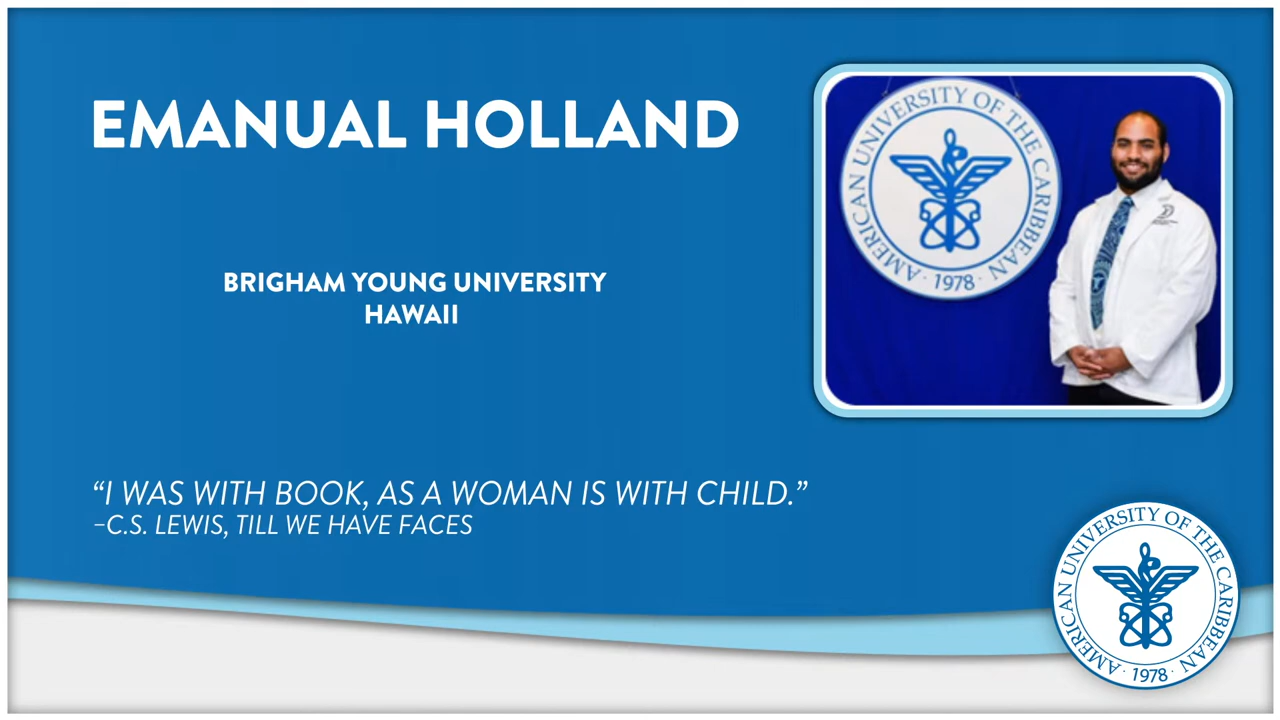 EMANUAL HOLLAND
AMERICAN UNIVERSITY OF THE CARIBBEAN
· 1978 ·
BRIGHAM YOUNG UNIVERSITY
HAWAII
“I WAS WITH BOOK, AS A WOMAN IS WITH CHILD.”
–C.S. LEWIS, TILL WE HAVE FACES
AMERICAN UNIVERSITY OF THE CARIBBEAN
· 1978 ·